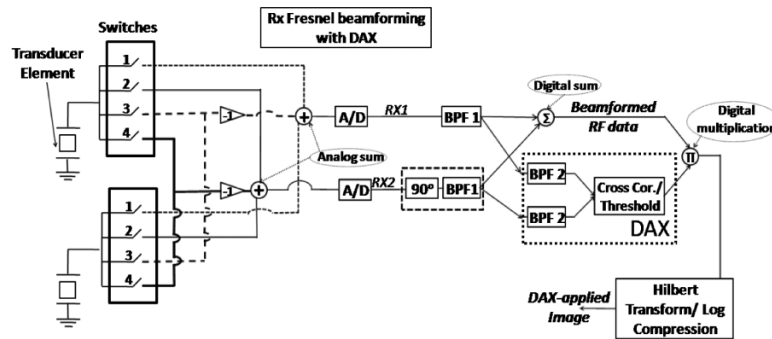 Rx Fresnel beamforming
with DAX
Switches
Transducer
Element
1
2
3
4
-1
+
Analog sum
-1
+
A/D
RX1
BPF 1
Digital sum
Σ
Beamformed
RF data
Digital
multiplication
Π
A/D
RX2
90º
BPF1
BPF 2
BPF 2
Cross Cor./
Threshold
DAX
1
2
3
4
Hilbert
Transform/ Log
Compression
DAX-applied
Image